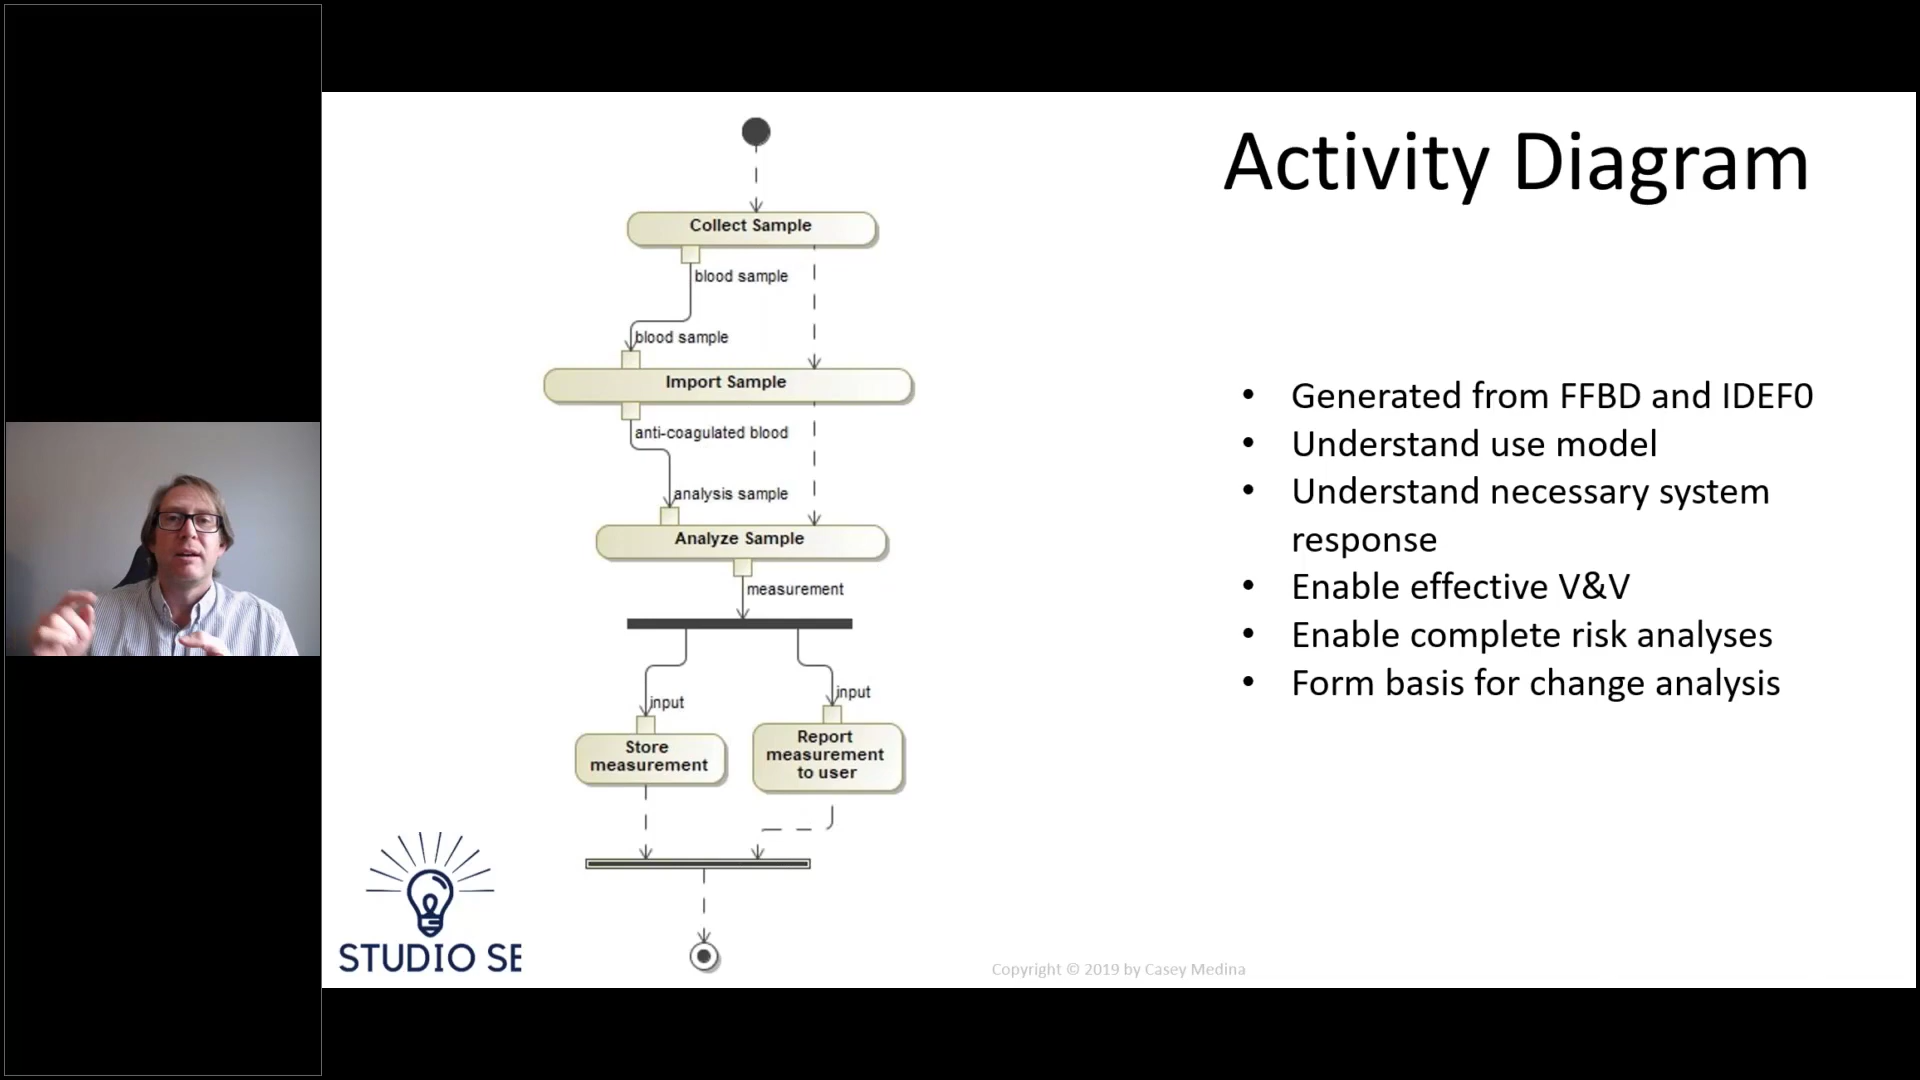 Activity Diagram
Collect Sample
blood sample
blood sample
Import Sample
anti-coagulated blood
analysis sample
Analyze Sample
measurement
input
input
Store
measurement
Report
measurement
to user
• Generated from FFBD and IDEF0
• Understand use model
• Understand necessary system
response
• Enable effective V&V
• Enable complete risk analyses
• Form basis for change analysis
STUDIO SE
Copyright © 2019 by Casey Medina